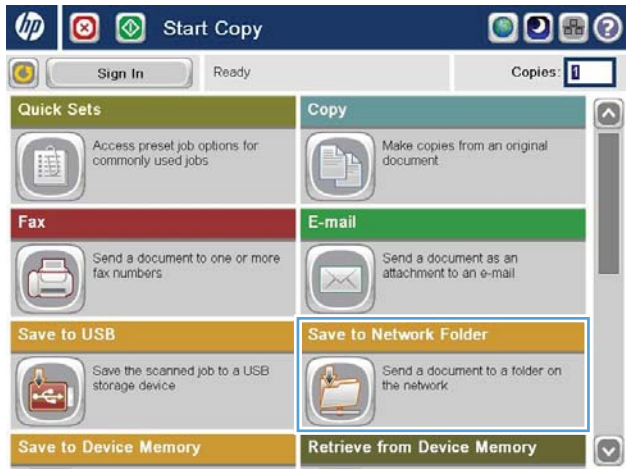 hp
Start Copy
?
Sign In
Ready
Copies: 1
Quick Sets
Access preset job options for
commonly used jobs
Copy
Make copies from an original
document
Fax
Send a document to one or more
fax numbers
E-mail
Send a document as an
attachment to an e-mail
Save to USB
Save the scanned job to a USB
storage device
Save to Network Folder
Send a document to a folder on
the network
Save to Device Memory
Retrieve from Device Memory